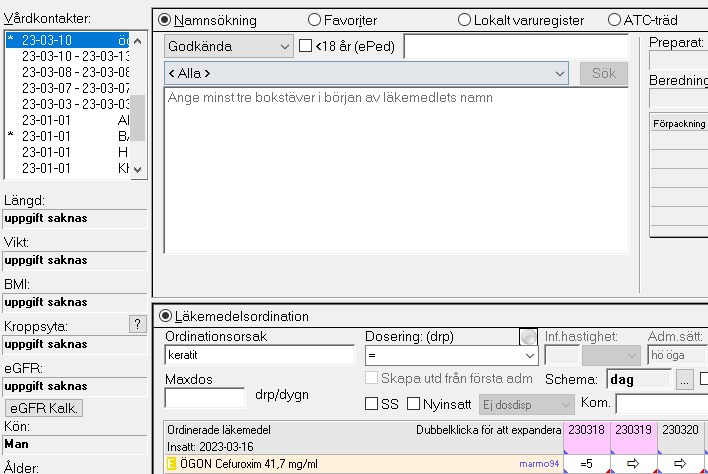 Vårdkontakter:
* 23-03-10 ög
23-03-10 - 23-03-13
23-03-08 - 23-03-08
23-03-07 - 23-03-07
23-03-03 - 23-03-03
23-01-01 Al
* 23-01-01 BA
23-01-01 H
23-01-01 KH
Längd:
uppgift saknas
Vikt:
uppgift saknas
BMI:
uppgift saknas
Kroppsyta: ?
uppgift saknas
eGFR:
uppgift saknas
eGFR Kalk.
Kön:
Man
Ålder:
Namnsökning Favoriter Lokalt varuregister ATC-träd
Godkända <18 år (ePed)
< Alla > Sök
Ange minst tre bokstäver i början av läkemedlets namn
Preparat:
Beredning
Förpackning
Läkemedelsordination
Ordinationsorsak Dosering: (drp) Inf.hastighet: Adm.sätt:
keratit = hö öga
Maxdos Skapa utd från första adm Schema: dag ...
drp/dygn
SS Nyinsatt Ej dosdisp Kom.
Ordinerade läkemedel Dubbelklicka för att expandera 230318 230319 230320
Insatt: 2023-03-16
E ÖGON Cefuroxim 41,7 mg/ml marmo94 =5